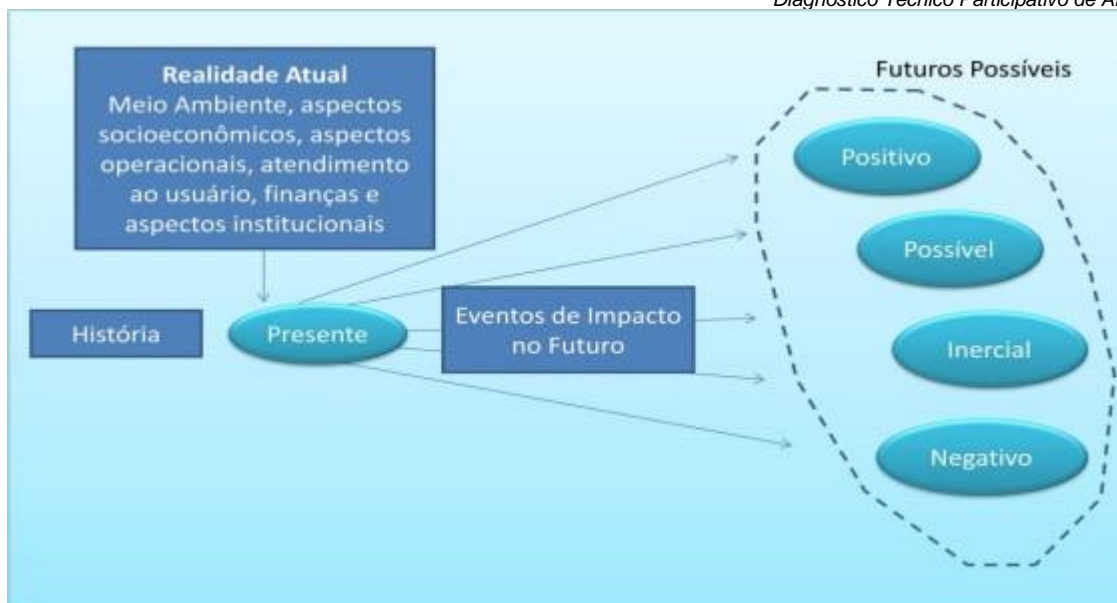 Diagnóstico Técnico Participativo de
Realidade Atual
Meio Ambiente, aspectos
socioeconômicos, aspectos
operacionais, atendimento
ao usuário, finanças e
aspectos institucionais
História
Presente
Eventos de Impacto
no Futuro
Futuros Possíveis
Positivo
Possível
Inercial
Negativo